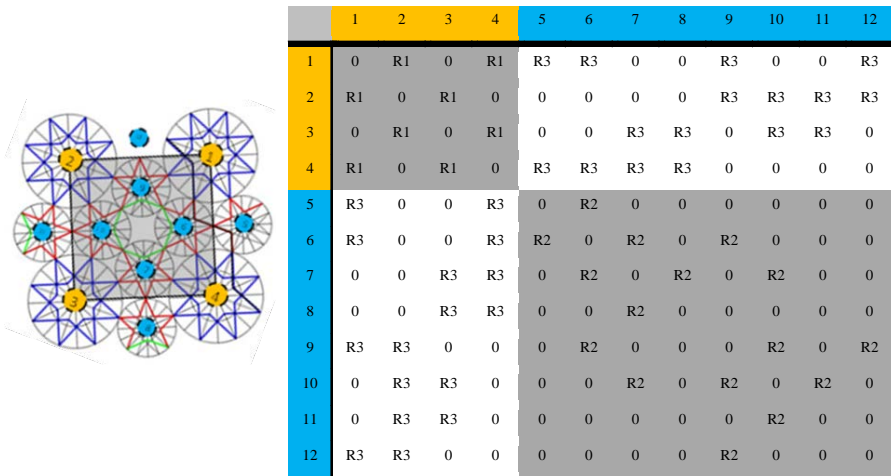 1 2 3 4 5 6 7 8 9 10 11 12
1 0 R1 0 R1 R3 R3 0 0 R3 0 0 R3
2 R1 0 R1 0 0 0 0 0 R3 R3 R3 R3
3 0 R1 0 R1 0 0 R3 R3 0 R3 R3 0
4 R1 0 R1 0 R3 R3 R3 R3 0 0 0 0
5 R3 0 0 R3 0 R2 0 0 0 0 0 0
6 R3 0 0 R3 R2 0 R2 0 R2 0 0 0
7 0 0 R3 R3 0 R2 0 R2 0 R2 0 0
8 0 0 R3 R3 0 0 R2 0 0 0 0 0
9 R3 R3 0 0 0 R2 0 0 0 R2 0 R2
10 0 R3 R3 0 0 0 R2 0 R2 0 R2 0
11 0 R3 R3 0 0 0 0 0 0 R2 0 0
12 R3 R3 0 0 0 0 0 0 R2 0 0 0
2 1
3 4